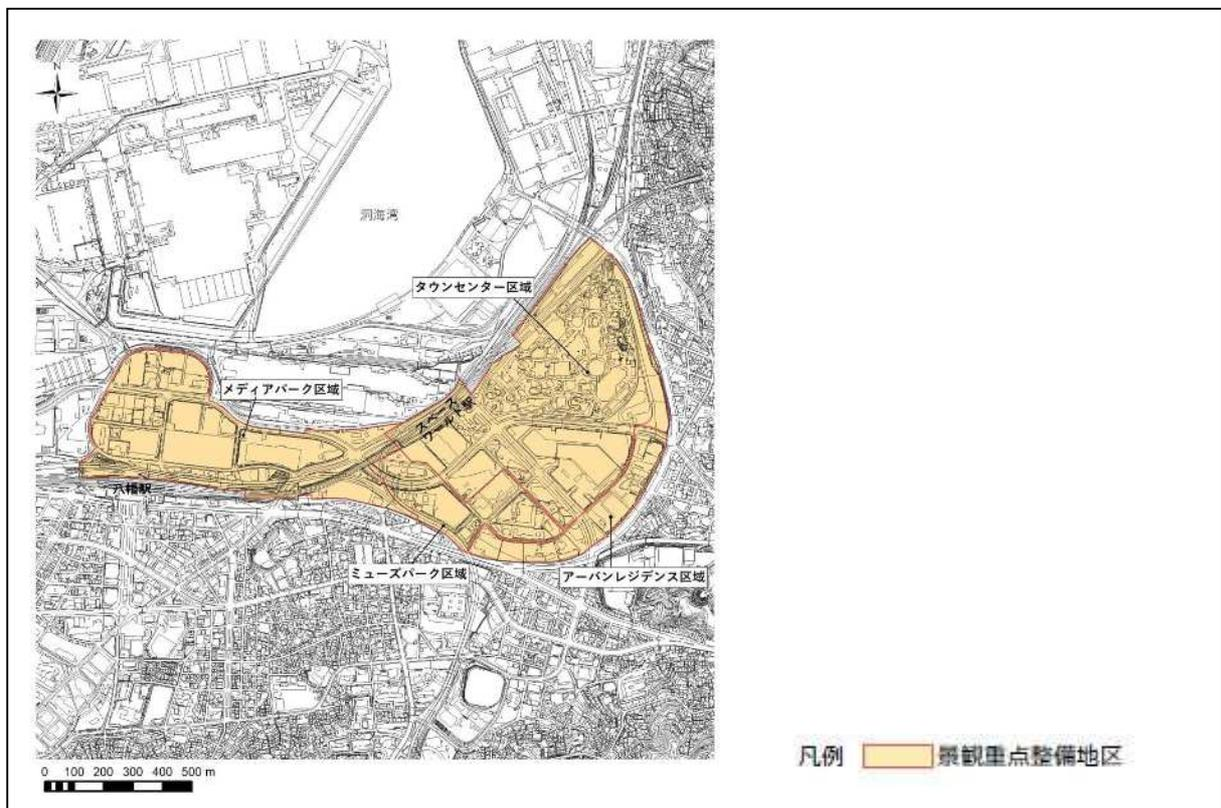 N
洞海湾
タウンセンター区域
メディアパーク区域
スペース
ワールド駅
八幡駅
ミューズパーク区域
アーバンレジデンス区域
0 100 200 300 400 500 m
凡例 景観重点整備地区